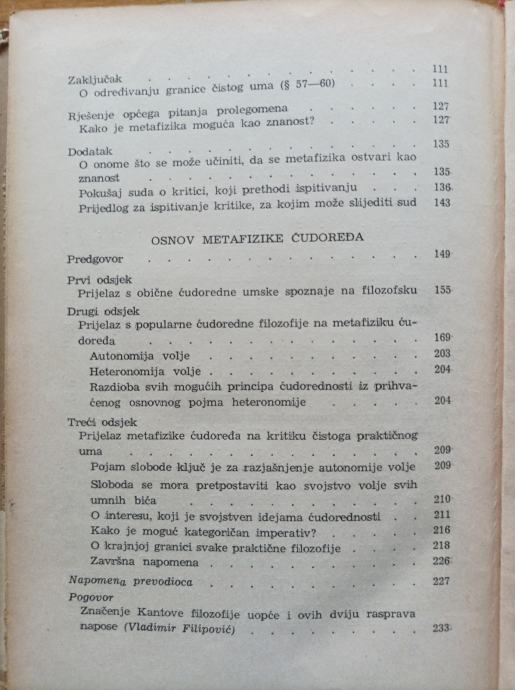 Zaključak . . . . . . . . . . . . . 111
O određivanju granice čistog uma (§ 57—60) . . . . 111
Rješenje općega pitanja prolegomena . . . . . 127
Kako je metafizika moguća kao znanost? . . . . . 127
Dodatak . . . . . . . . . . . . . 135
O onome što se može učiniti, da se metafizika ostvari kao
znanost . . . . . . . . . . . . 135
Pokušaj suda o kritici, koji prethodi ispitivanju . . . 136
Prijedlog za ispitivanje kritike, za kojim može slijediti sud 143
OSNOV METAFIZIKE ĆUDOREĐA
Predgovor . . . . . . . . . . . . . 149
Prvi odsjek
Prijelaz s obične ćudoredne umske spoznaje na filozofsku 155
Drugi odsjek
Prijelaz s popularne ćudoredne filozofije na metafiziku ću-
doređa . . . . . . . . . . . . 169
Autonomija volje . . . . . . . . . 203
Heteronomija volje . . . . . . . . . 204
Razdioba svih mogućih principa ćudorednosti iz prihva-
ćenog osnovnog pojma heteronomije . . . . . 204
Treći odsjek
Prijelaz metafizike ćudoređa na kritiku čistoga praktičnog
uma . . . . . . . . . . . . . 209
Pojam slobode ključ je za razjašnjenje autonomije volje 209
Sloboda se mora pretpostaviti kao svojstvo volje svih
umnih bića . . . . . . . . . . 210
O interesu, koji je svojstven idejama ćudorednosti . . 211
Kako je moguć kategoričan imperativ? . . . . 216
O krajnjoj granici svake praktične filozofije . . . . 218
Završna napomena . . . . . . . . . 226
Napomena prevodioca . . . . . . . . . . 227
Pogovor
Značenje Kantove filozofije uopće i ovih dviju rasprava
napose (Vladimir Filipović) . . . . . . . 233